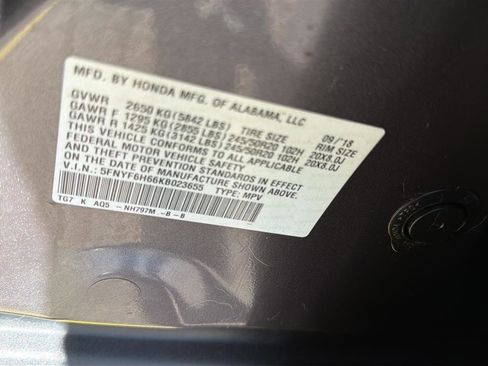 MFD. BY HONDA MFG. OF ALABAMA, LLC 09/'18
GVWR 2650 KG(5842 LBS) TIRE SIZE RIM SIZE
GAWR F 1295 KG(2855 LBS) 245/50R20 102H 20X8.0J
GAWR R 1425 KG(3142 LBS) 245/50R20 102H 20X8.0J
THIS VEHICLE CONFORMS TO ALL APPLICABLE
FEDERAL MOTOR VEHICLE SAFETY STANDARDS IN EFFECT
ON THE DATE OF MANUFACTURE SHOWN ABOVE.
V.I.N.: 5FNYF6H66KB023655 TYPE: MPV
TG7 K AQ5 -NH797M -B-B